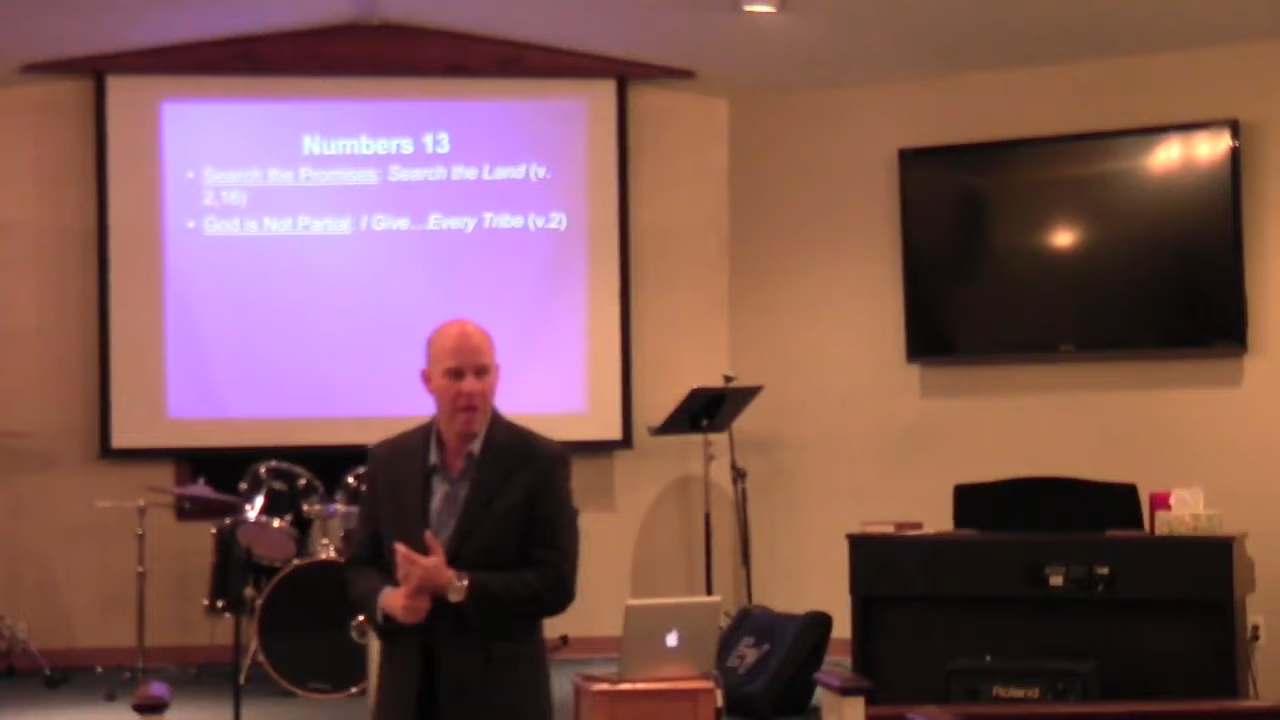 Numbers 13
• Search the Promises: Search the Land (v.
2,16)
• God is Not Partial: I Give...Every Tribe (v.2)
Roland